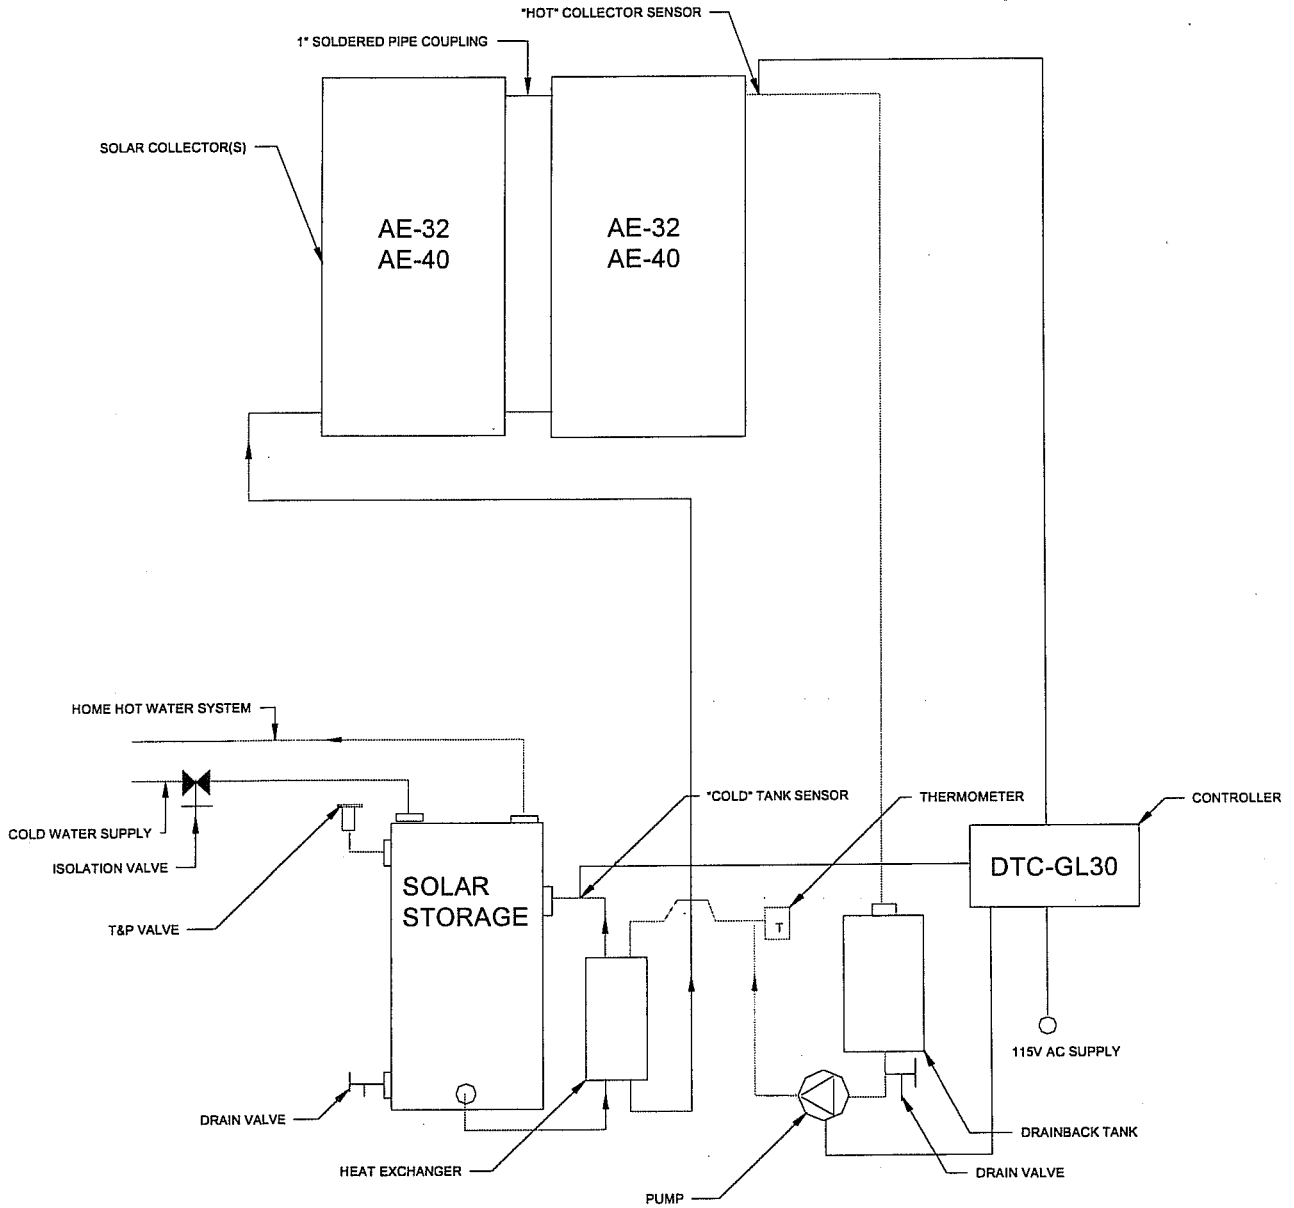 "HOT" COLLECTOR SENSOR
1" SOLDERED PIPE COUPLING
SOLAR COLLECTOR(S)
AE-32
AE-40
AE-32
AE-40
HOME HOT WATER SYSTEM
"COLD" TANK SENSOR
THERMOMETER
CONTROLLER
COLD WATER SUPPLY
ISOLATION VALVE
T&P VALVE
SOLAR
STORAGE
DTC-GL30
T
115V AC SUPPLY
DRAIN VALVE
DRAINBACK TANK
HEAT EXCHANGER
DRAIN VALVE
PUMP